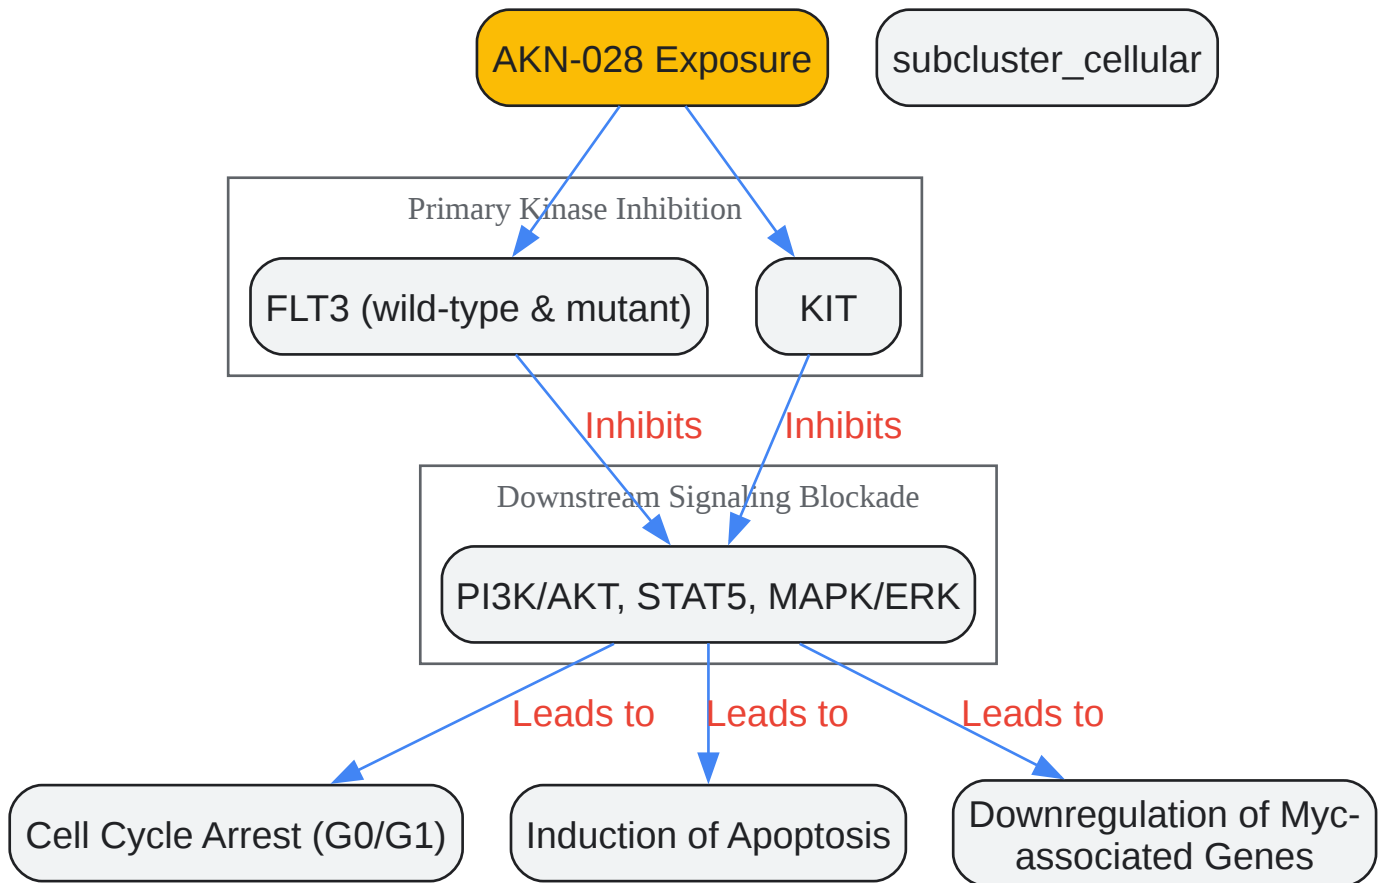 AKN-028 Exposure
subcluster_cellular
Primary Kinase Inhibition
FLT3 (wild-type & mutant)
KIT
Inhibits
Inhibits
Downstream Signaling Blockade
PI3K/AKT, STAT5, MAPK/ERK
Leads to
Leads to
Leads to
Cell Cycle Arrest (G0/G1)
Induction of Apoptosis
Downregulation of Myc-
associated Genes